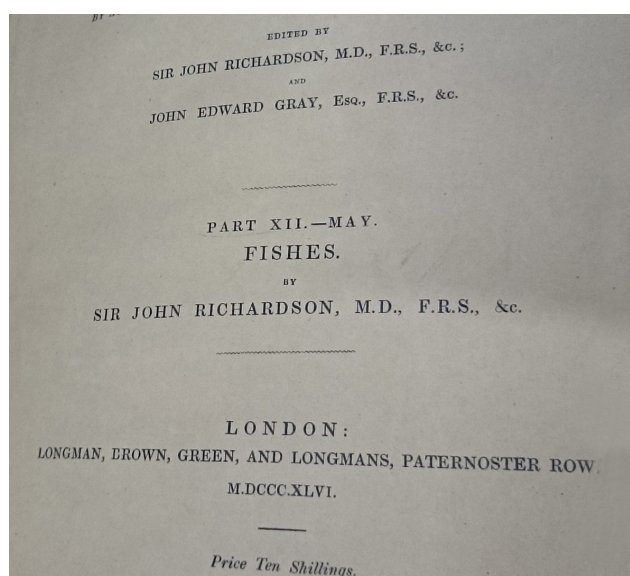 EDITED BY
SIR JOHN RICHARDSON, M.D., F.R.S., &c.;
AND
JOHN EDWARD GRAY, Esq., F.R.S., &c.
PART XII.—MAY.
FISHES.
BY
SIR JOHN RICHARDSON, M.D., F.R.S., &c.
LONDON:
LONGMAN, BROWN, GREEN, AND LONGMANS, PATERNOSTER ROW.
M.DCCC.XLVI.
Price Ten Shillings.